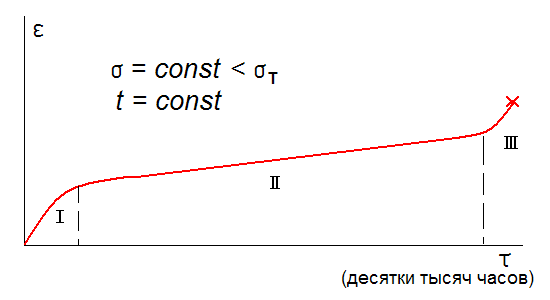 ε
σ = const < σт
t = const
I
II
III
τ
(десятки тысяч часов)